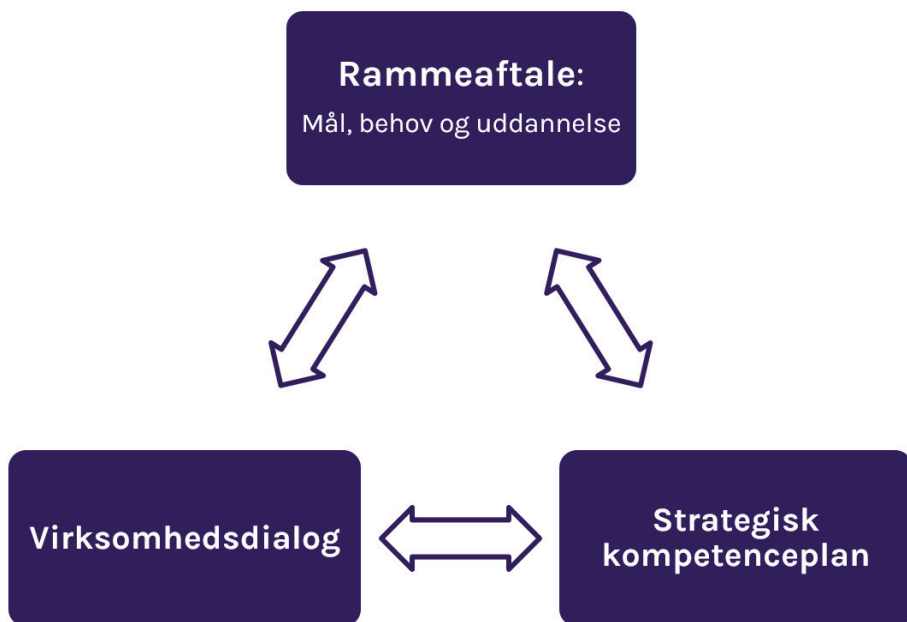 Rammeaftale:
Mål, behov og uddannelse
Virksomhedsdialog
Strategisk
kompetenceplan